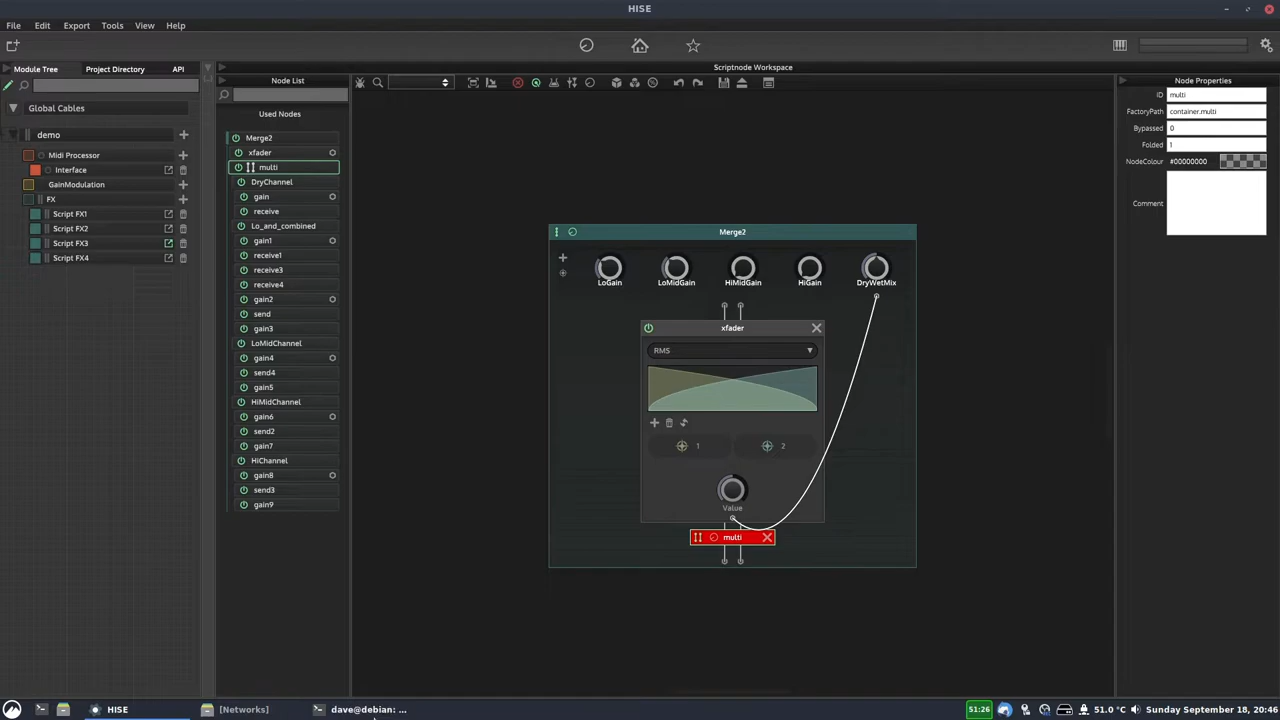 HISE
File Edit Export Tools View Help
Module Tree Project Directory API
Global Cables
demo
Midi Processor
Interface
GainModulation
FX
Script FX1
Script FX2
Script FX3
Script FX4
Node List
Used Nodes
Merge2
xfader
multi
DryChannel
gain
receive
Lo_and_combined
gain1
receive1
receive3
receive4
gain2
send
gain3
LoMidChannel
gain4
send4
gain5
HiMidChannel
gain6
send2
gain7
HiChannel
gain8
send3
gain9
Scriptnode Workspace
Merge2
LoGain LoMidGain HiMidGain HiGain DryWetMix
xfader
RMS
1 2
Value
multi
Node Properties
ID multi
FactoryPath container.multi
Bypassed 0
Folded 1
NodeColour #00000000
Comment
HISE [Networks] dave@debian: ... 51:26 51.0 °C Sunday September 18, 20:46